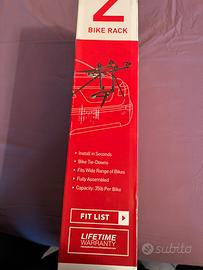 2
BIKE RACK
• Install in Seconds
• Bike Tie-Downs
• Fits Wide Range of Bikes
• Fully Assembled
• Capacity: 35lb Per Bike
FIT LIST
LIFETIME
WARRANTY
subito